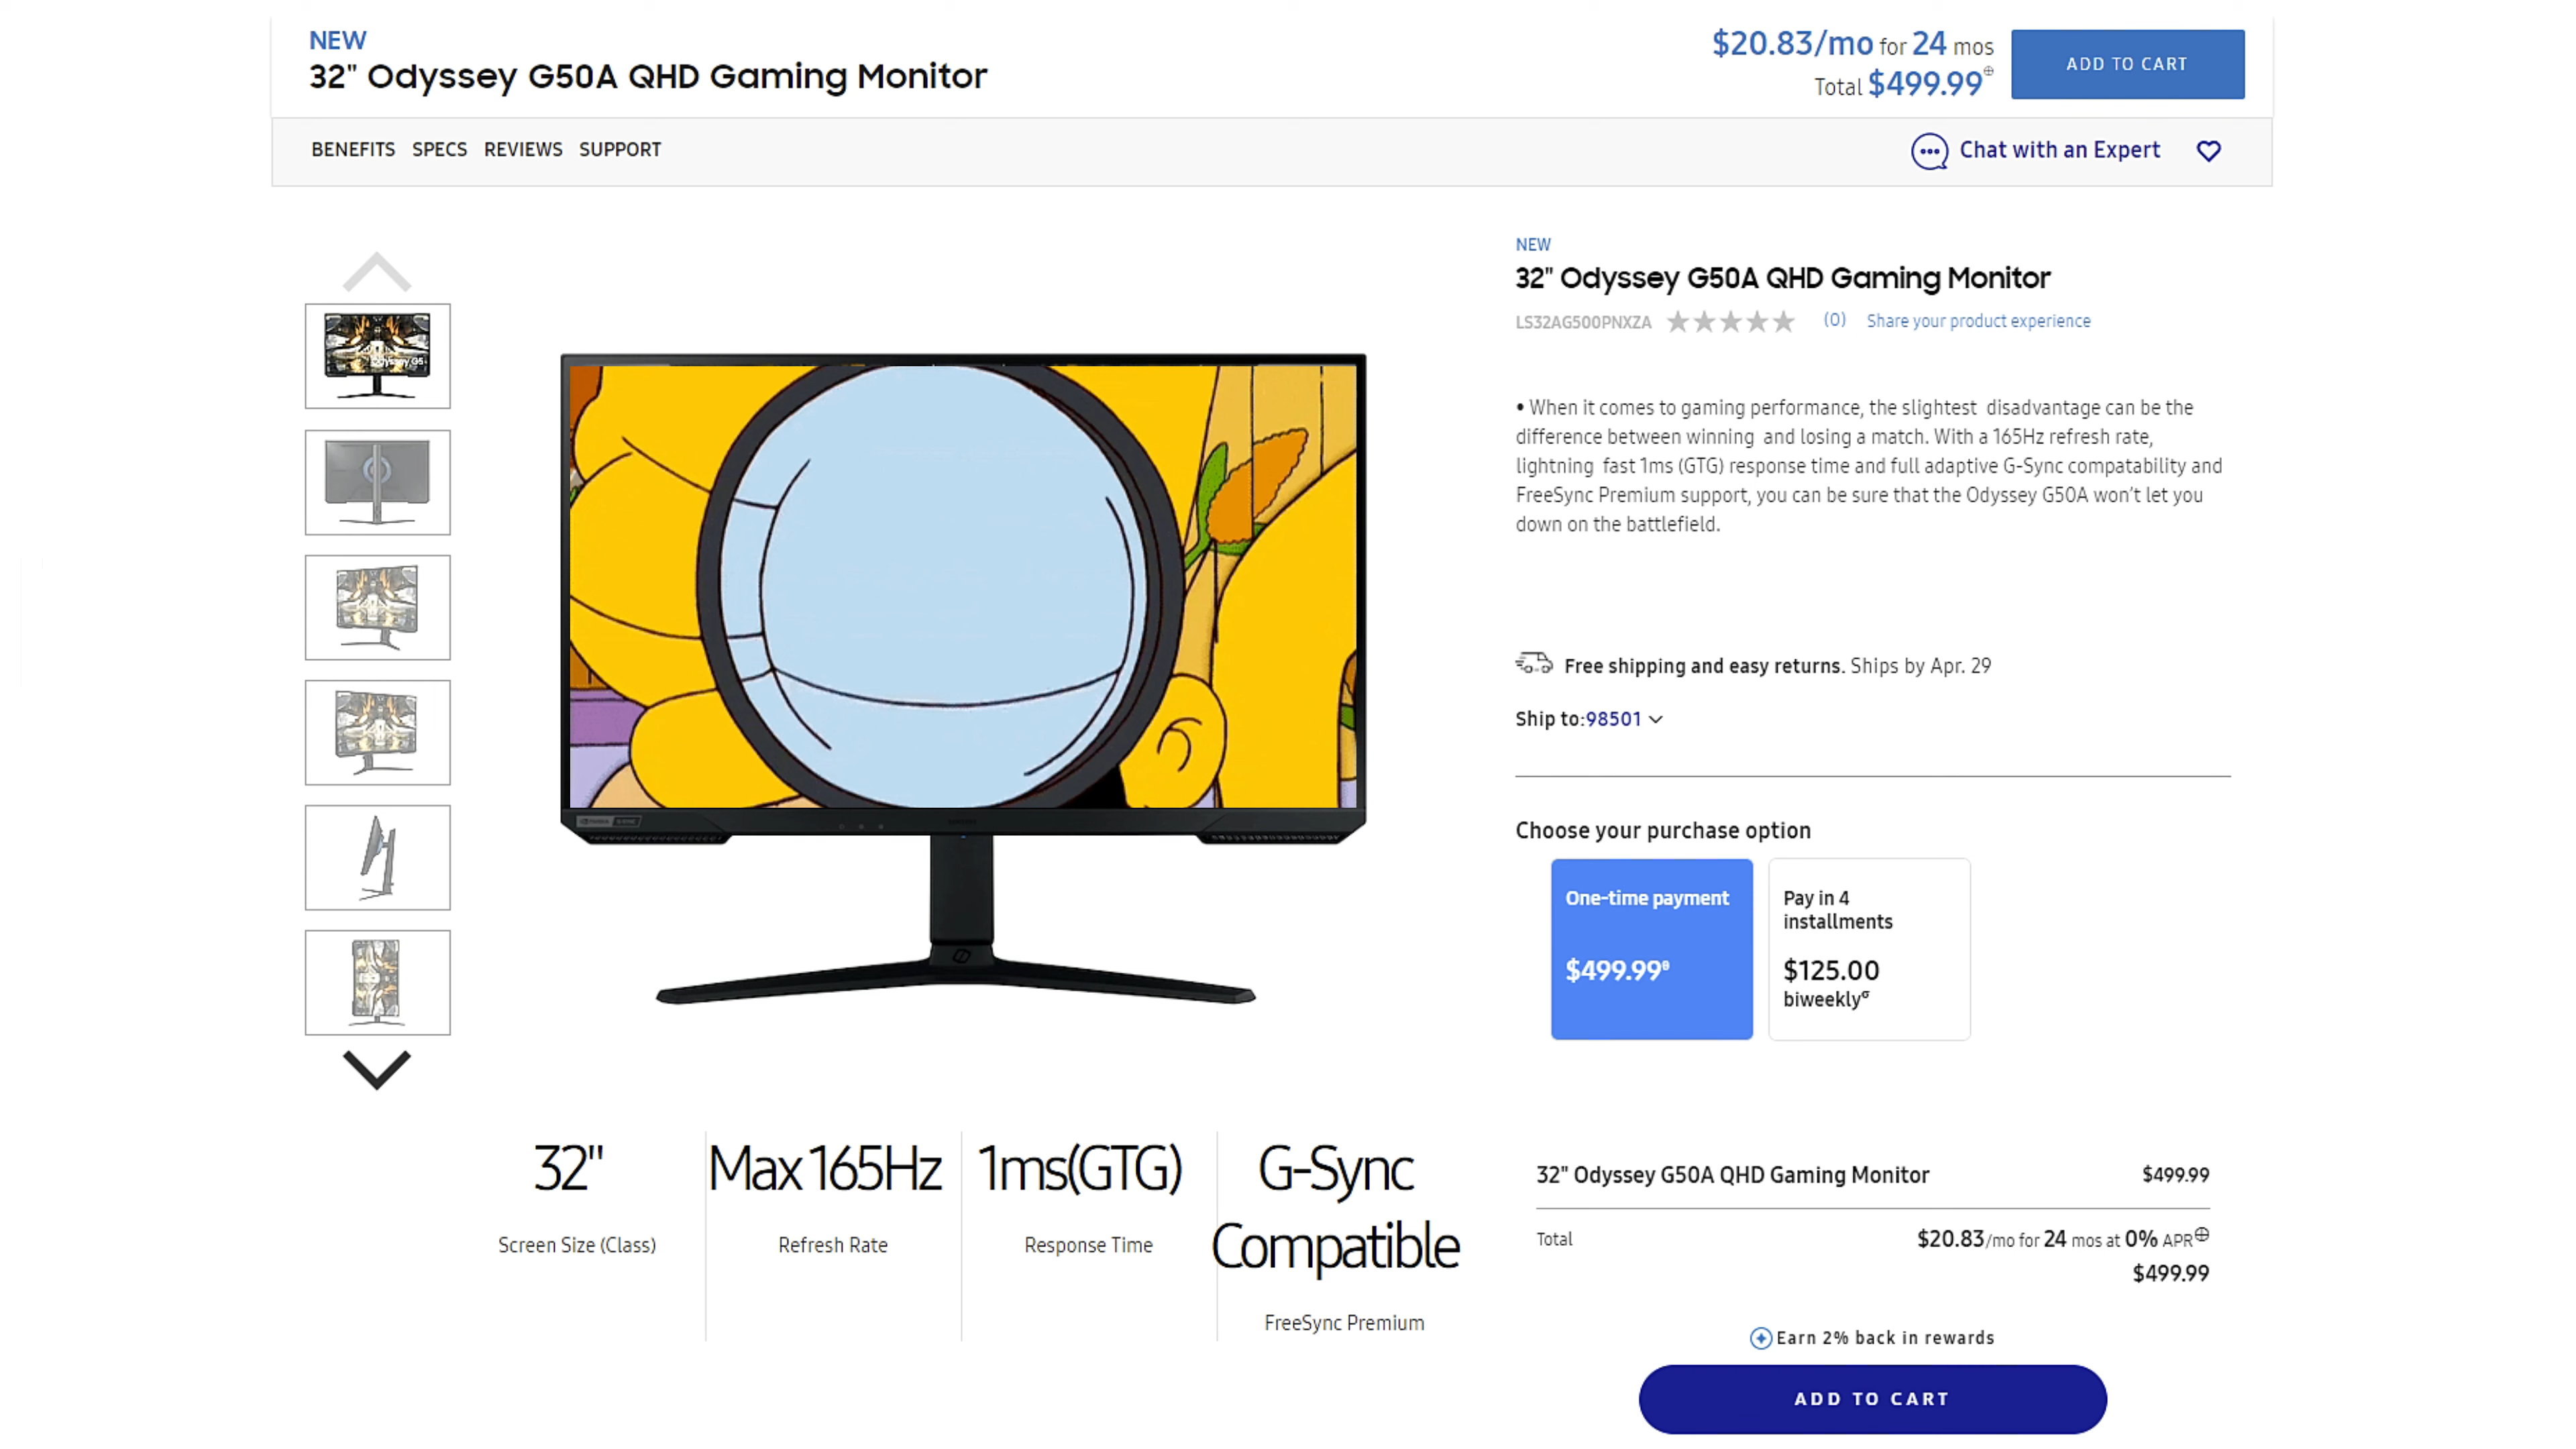 NEW
32" Odyssey G50A QHD Gaming Monitor
$20.83/mo for 24 mos
Total $499.99⊕
ADD TO CART
BENEFITS SPECS REVIEWS SUPPORT
Chat with an Expert
NEW
32" Odyssey G50A QHD Gaming Monitor
LS32AG500PNXZA (0) Share your product experience
• When it comes to gaming performance, the slightest disadvantage can be the
difference between winning and losing a match. With a 165Hz refresh rate,
lightning fast 1ms (GTG) response time and full adaptive G-Sync compatability and
FreeSync Premium support, you can be sure that the Odyssey G50A won't let you
down on the battlefield.
Free shipping and easy returns. Ships by Apr. 29
Ship to:98501
Choose your purchase option
One-time payment
$499.99
Pay in 4
installments
$125.00
biweeklyσ
32"
Screen Size (Class)
Max 165Hz
Refresh Rate
1ms(GTG)
Response Time
G-Sync
Compatible
FreeSync Premium
32" Odyssey G50A QHD Gaming Monitor $499.99
Total $20.83/mo for 24 mos at 0% APR⊕
$499.99
Earn 2% back in rewards
ADD TO CART